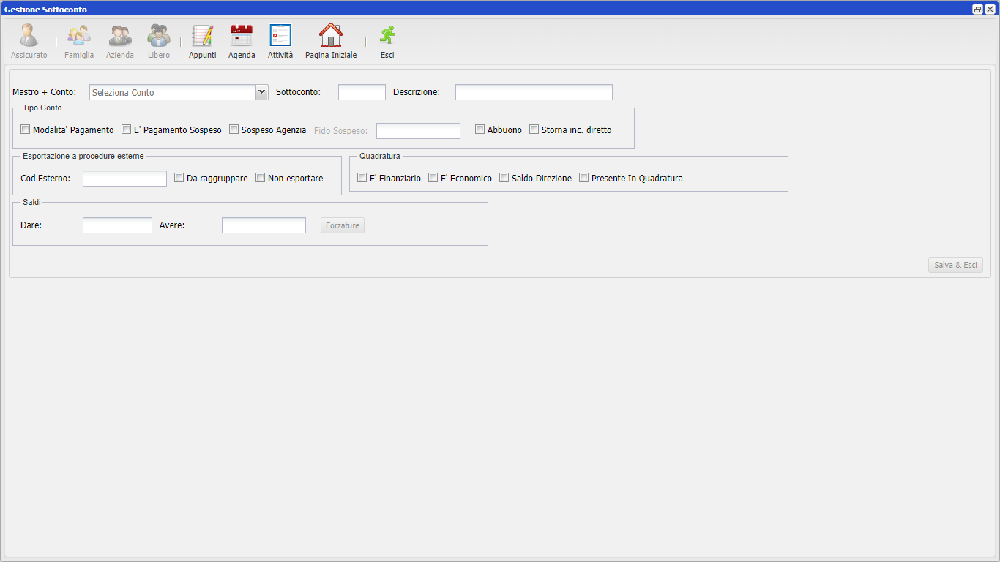 Gestione Sottoconto
Assicurato Famiglia Azienda Libero Appunti Agenda Attività Pagina Iniziale Esci
Mastro + Conto: Seleziona Conto Sottoconto: Descrizione:
Tipo Conto
Modalita' Pagamento E' Pagamento Sospeso Sospeso Agenzia Fido Sospeso: Abbuono Storna inc. diretto
Esportazione a procedure esterne Quadratura
Cod Esterno: Da raggruppare Non esportare E' Finanziario E' Economico Saldo Direzione Presente In Quadratura
Saldi
Dare: Avere: Forzature
Salva & Esci